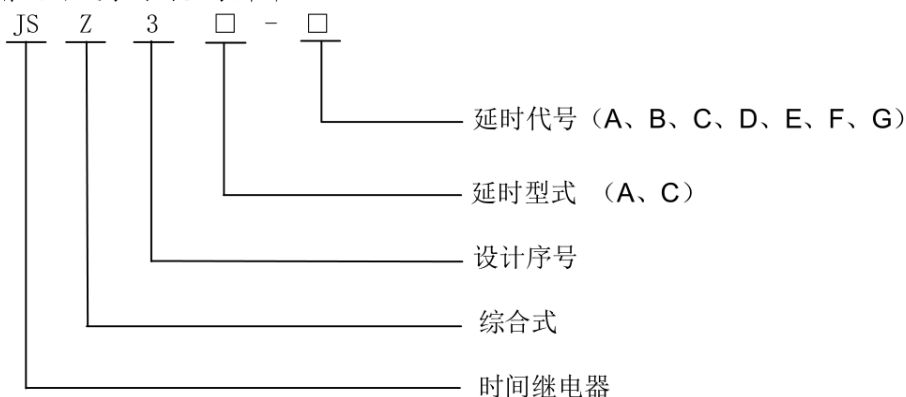 JS Z 3 □ - □
延时代号（A、B、C、D、E、F、G）
延时型式 （A、C）
设计序号
综合式
时间继电器